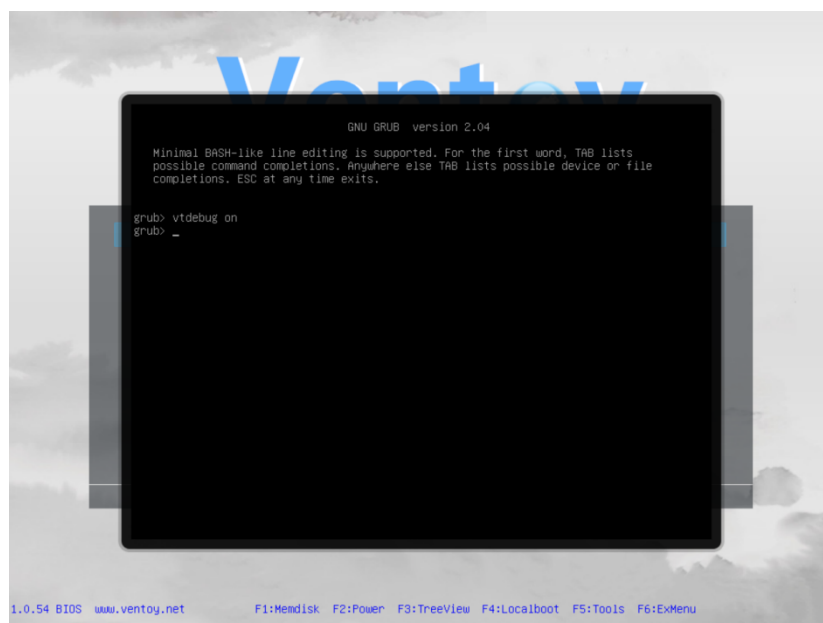 Ventoy
GNU GRUB version 2.04
Minimal BASH-like line editing is supported. For the first word, TAB lists
possible command completions. Anywhere else TAB lists possible device or file
completions. ESC at any time exits.
grub> vtdebug on
grub> _
1.0.54 BIOS www.ventoy.net F1:Memdisk F2:Power F3:TreeView F4:Localboot F5:Tools F6:ExMenu